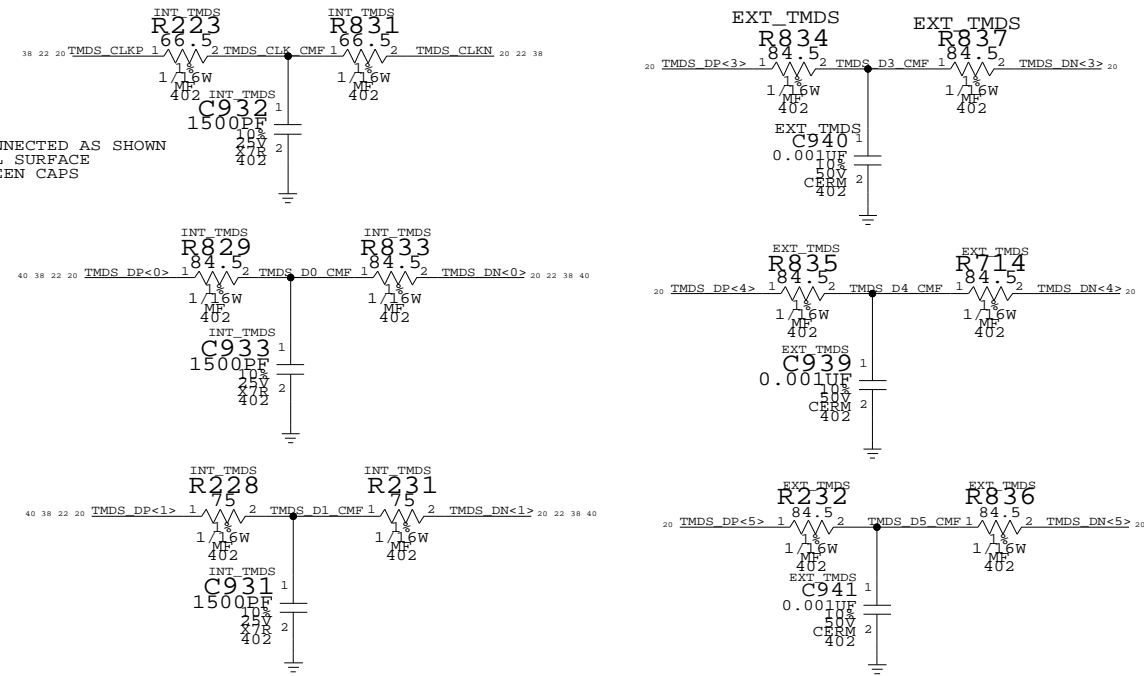 INT_TMDS
R223
66.5
38 22 20 TMDS_CLKP 1 2 TMDS_CLK_CMF
1%
1/16W
MF
402
INT_TMDS
R831
66.5
1 2 TMDS_CLKN 20 22 38
1%
1/16W
MF
402
INT_TMDS
C932 1
1500PF
10%
25V
X7R 2
402
NNECTED AS SHOWN
L SURFACE
EEN CAPS
EXT_TMDS
R834
84.5
20 TMDS_DP<3> 1 2 TMDS_D3_CMF
1%
1/16W
MF
402
EXT_TMDS
R837
84.5
1 2 TMDS_DN<3> 20
1%
1/16W
MF
402
EXT_TMDS
C940 1
0.001UF
10%
50V
CERM 2
402
INT_TMDS
R829
84.5
40 38 22 20 TMDS_DP<0> 1 2 TMDS_D0_CMF
1%
1/16W
MF
402
INT_TMDS
R833
84.5
1 2 TMDS_DN<0> 20 22 38 40
1%
1/16W
MF
402
INT_TMDS
C933 1
1500PF
10%
25V
X7R 2
402
EXT_TMDS
R835
84.5
20 TMDS_DP<4> 1 2 TMDS_D4_CMF
1%
1/16W
MF
402
EXT_TMDS
R714
84.5
1 2 TMDS_DN<4> 20
1%
1/16W
MF
402
EXT_TMDS
C939 1
0.001UF
10%
50V
CERM 2
402
INT_TMDS
R228
75
40 38 22 20 TMDS_DP<1> 1 2 TMDS_D1_CMF
1%
1/16W
MF
402
INT_TMDS
R231
75
1 2 TMDS_DN<1> 20 22 38 40
1%
1/16W
MF
402
INT_TMDS
C931 1
1500PF
10%
25V
X7R 2
402
EXT_TMDS
R232
84.5
20 TMDS_DP<5> 1 2 TMDS_D5_CMF
1%
1/16W
MF
402
EXT_TMDS
R836
84.5
1 2 TMDS_DN<5> 20
1%
1/16W
MF
402
EXT_TMDS
C941 1
0.001UF
10%
50V
CERM 2
402